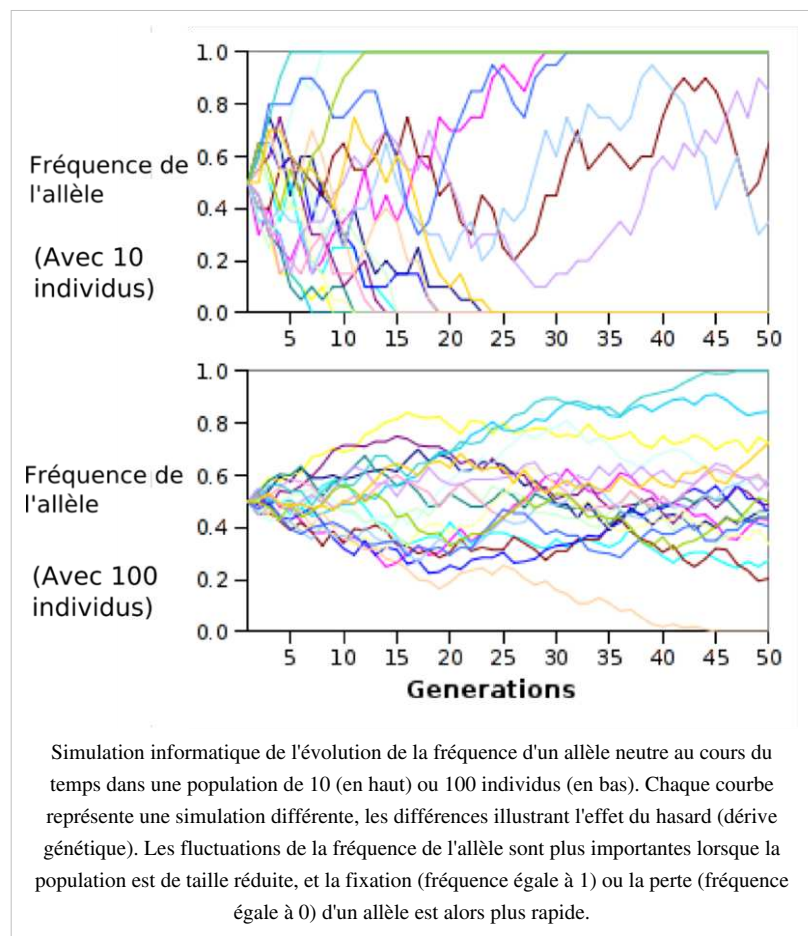 1.0
0.8
Fréquence de
l'allèle
0.6
0.4
(Avec 10
individus)
0.2
0.0
5 10 15 20 25 30 35 40 45 50
1.0
0.8
Fréquence de
l'allèle
0.6
0.4
(Avec 100
individus)
0.2
0.0
5 10 15 20 25 30 35 40 45 50
Generations
Simulation informatique de l'évolution de la fréquence d'un allèle neutre au cours du
temps dans une population de 10 (en haut) ou 100 individus (en bas). Chaque courbe
représente une simulation différente, les différences illustrant l'effet du hasard (dérive
génétique). Les fluctuations de la fréquence de l'allèle sont plus importantes lorsque la
population est de taille réduite, et la fixation (fréquence égale à 1) ou la perte (fréquence
égale à 0) d'un allèle est alors plus rapide.